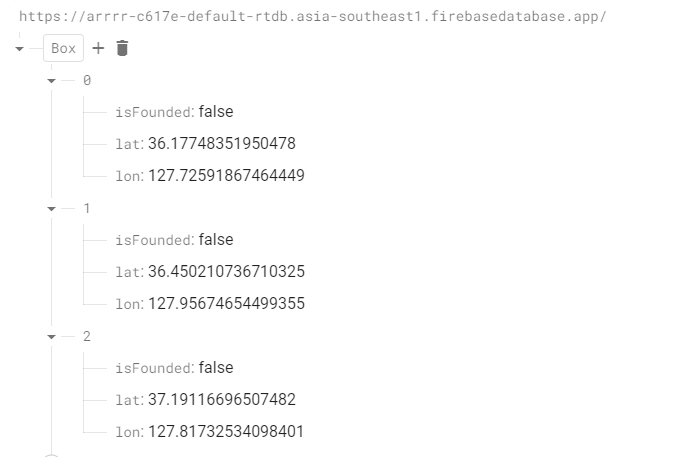 https://arrrr-c617e-default-rtdb.asia-southeast1.firebasedatabase.app/
Box
0
isFounded: false
lat: 36.17748351950478
lon: 127.72591867464449
1
isFounded: false
lat: 36.450210736710325
lon: 127.95674654499355
2
isFounded: false
lat: 37.19116696507482
lon: 127.81732534098401